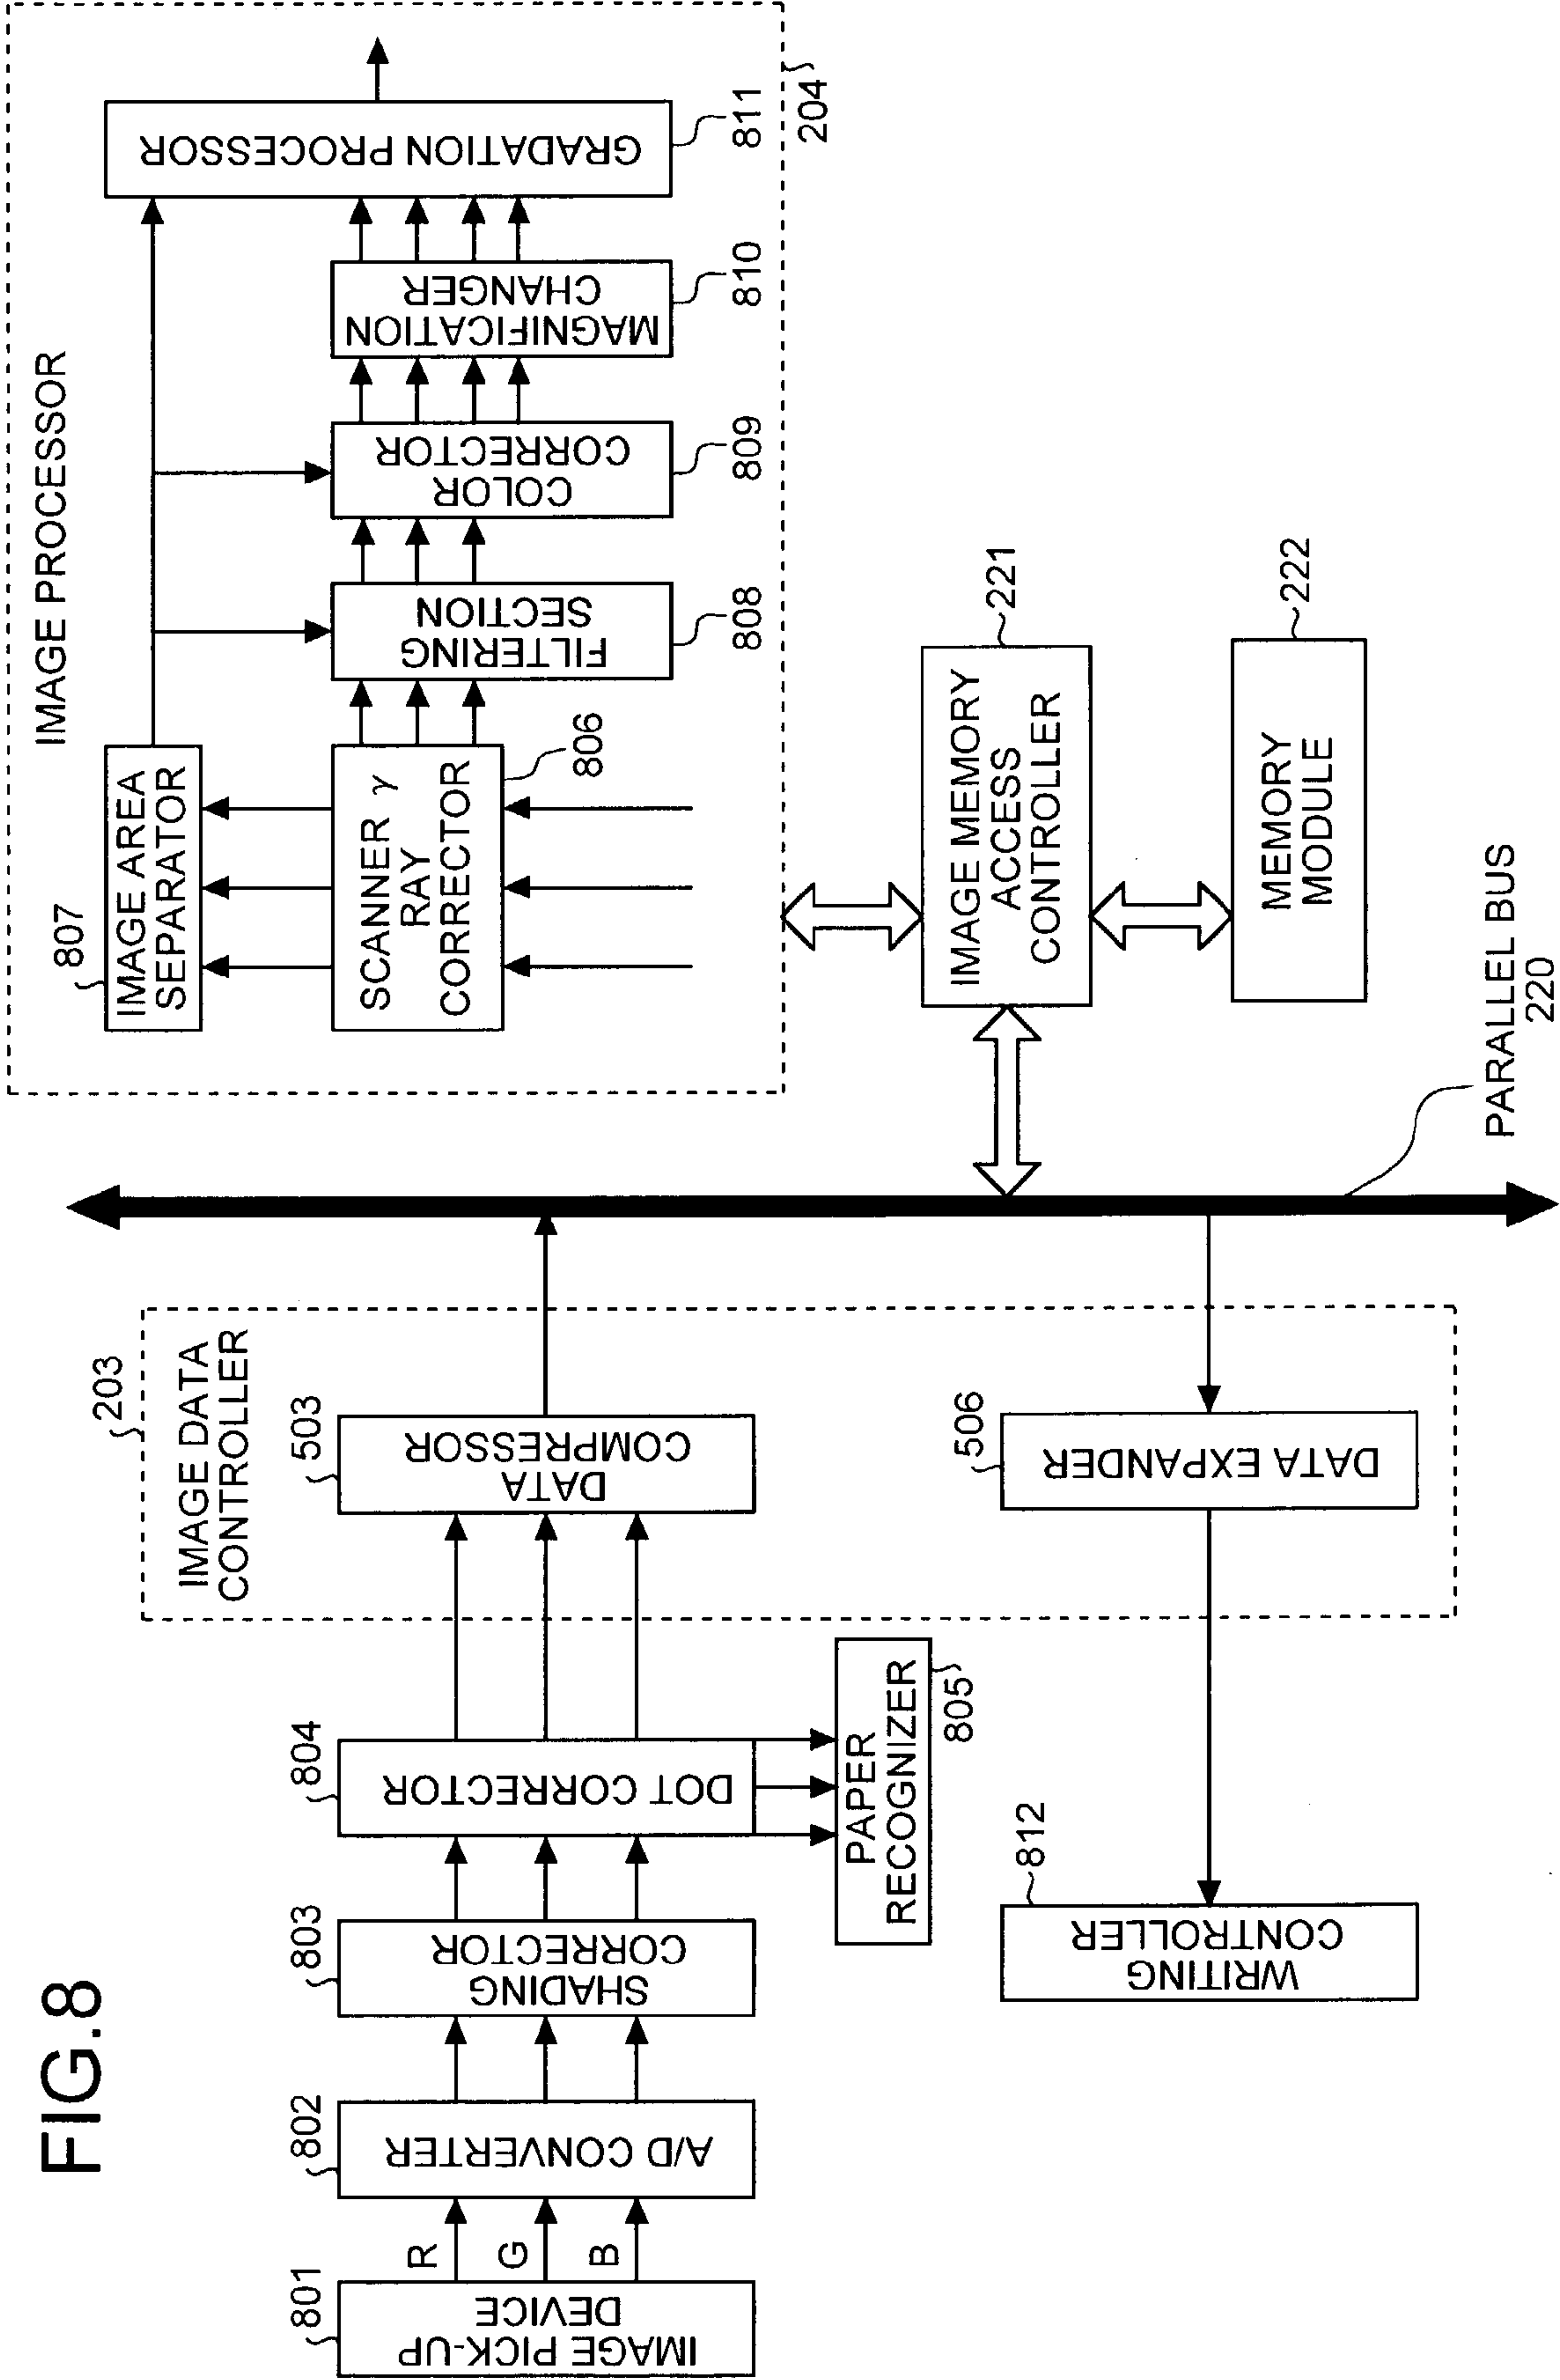 FIG.8
801
IMAGE PICK-UP
DEVICE
R
G
B
802
A/D CONVERTER
803
SHADING
CORRECTOR
804
DOT CORRECTOR
PAPER
RECOGNIZER
805
203
IMAGE DATA
CONTROLLER
503
DATA
COMPRESSOR
506
DATA EXPANDER
812
WRITING
CONTROLLER
PARALLEL BUS
220
IMAGE PROCESSOR
204
807
IMAGE AREA
SEPARATOR
SCANNER γ
RAY
CORRECTOR
806
FILTERING
SECTION
808
COLOR
CORRECTOR
809
MAGNIFICATION
CHANGER
810
GRADATION PROCESSOR
811
IMAGE MEMORY
ACCESS
CONTROLLER
221
MEMORY
MODULE
222